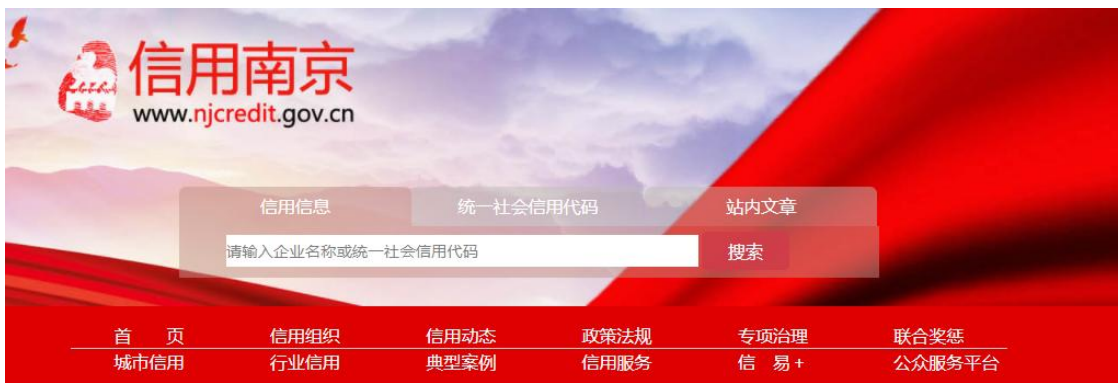 信用南京
www.njcredit.gov.cn
信用信息 统一社会信用代码 站内文章
请输入企业名称或统一社会信用代码 搜索
首 页 信用组织 信用动态 政策法规 专项治理 联合奖惩
城市信用 行业信用 典型案例 信用服务 信 易+ 公众服务平台